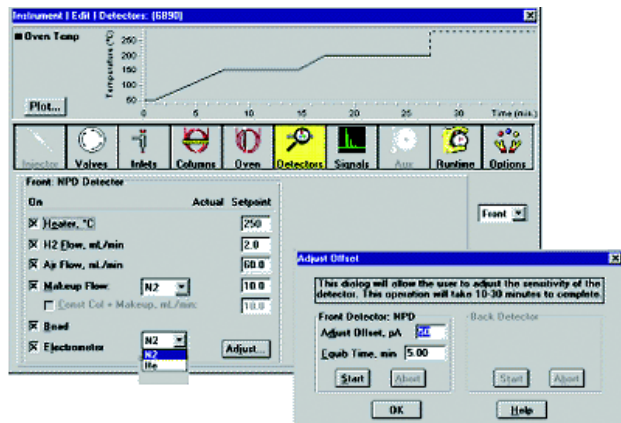 Instrument | Edit | Detectors: (6890)
Oven Temp
Temperature (°C)
250
200
150
100
50
5 10 15 20 25 30 Time (min.)
Plot...
Injector Valves Inlets Columns Oven Detectors Signals Aux Runtime Options
Front: NPD Detector
On Actual Setpoint
Heater, °C 250
H2 Flow, mL/min 2.0
Air Flow, mL/min 60.0
Makeup Flow: N2 10.0
Const Col + Makeup, mL/min: 10.0
Bead
Electrometer N2 Adjust...
N2
He
Front
Adjust Offset
This dialog will allow the user to adjust the sensitivity of the
detector. This operation will take 10-30 minutes to complete.
Front Detector: NPD
Adjust Offset, pA 50
Equib Time, min 5.00
Start Abort
Back Detector
Start Abort
OK Help